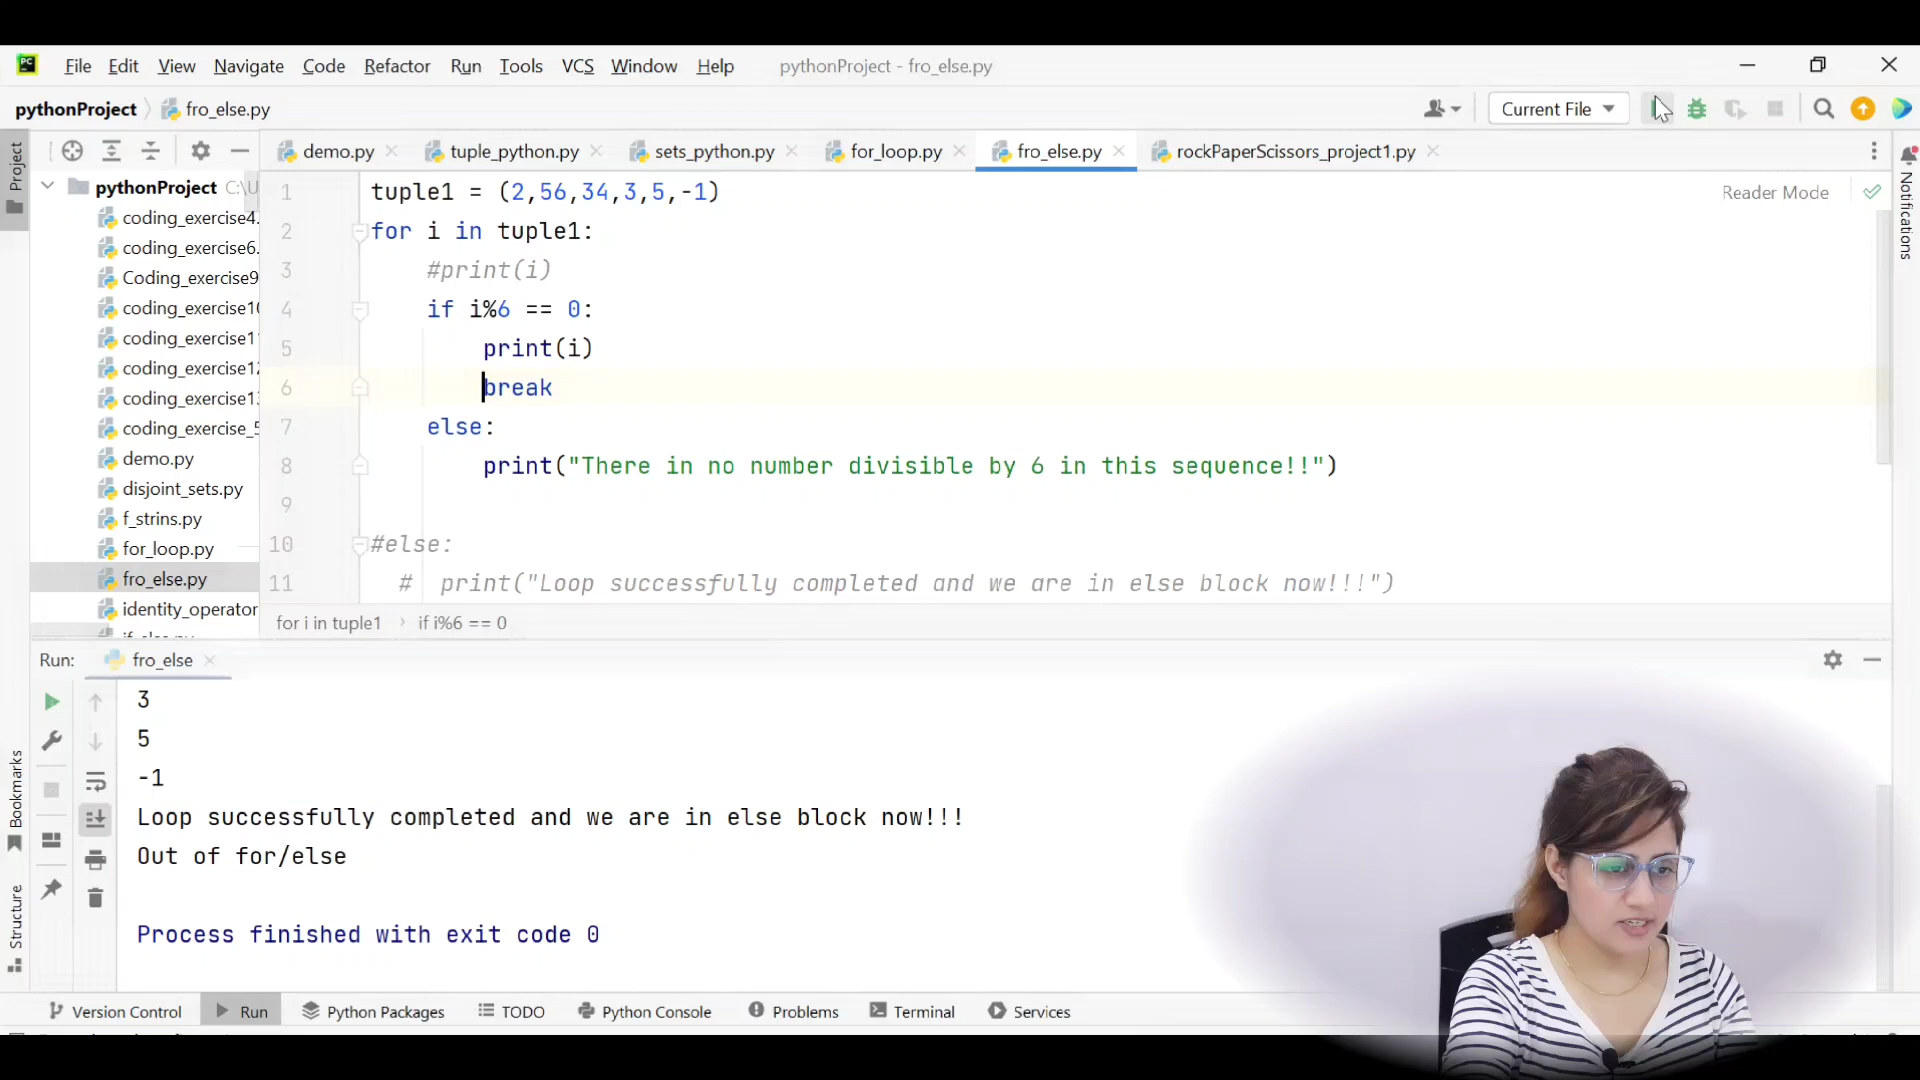 PC File Edit View Navigate Code Refactor Run Tools VCS Window Help pythonProject - fro_else.py
pythonProject fro_else.py Current File
Project
demo.py tuple_python.py sets_python.py for_loop.py fro_else.py rockPaperScissors_project1.py
pythonProject C:\U
coding_exercise4.
coding_exercise6.
Coding_exercise9
coding_exercise10
coding_exercise11
coding_exercise12
coding_exercise13
coding_exercise_5
demo.py
disjoint_sets.py
f_strins.py
for_loop.py
fro_else.py
identity_operator
Reader Mode
Notifications
1 tuple1 = (2,56,34,3,5,-1)
2 for i in tuple1:
3 #print(i)
4 if i%6 == 0:
5 print(i)
6 break
7 else:
8 print("There in no number divisible by 6 in this sequence!!")
9
10 #else:
11 # print("Loop successfully completed and we are in else block now!!!")
for i in tuple1 if i%6 == 0
Run: fro_else
3
5
-1
Loop successfully completed and we are in else block now!!!
Out of for/else
Process finished with exit code 0
Bookmarks
Structure
Version Control Run Python Packages TODO Python Console Problems Terminal Services